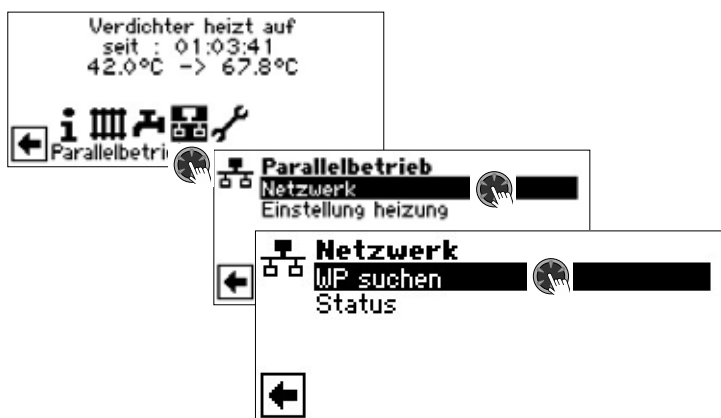 Verdichter heizt auf
seit : 01:03:41
42.0°C -> 67.8°C
Parallelbetri
Parallelbetrieb
Netzwerk
Einstellung heizung
Netzwerk
WP suchen
Status